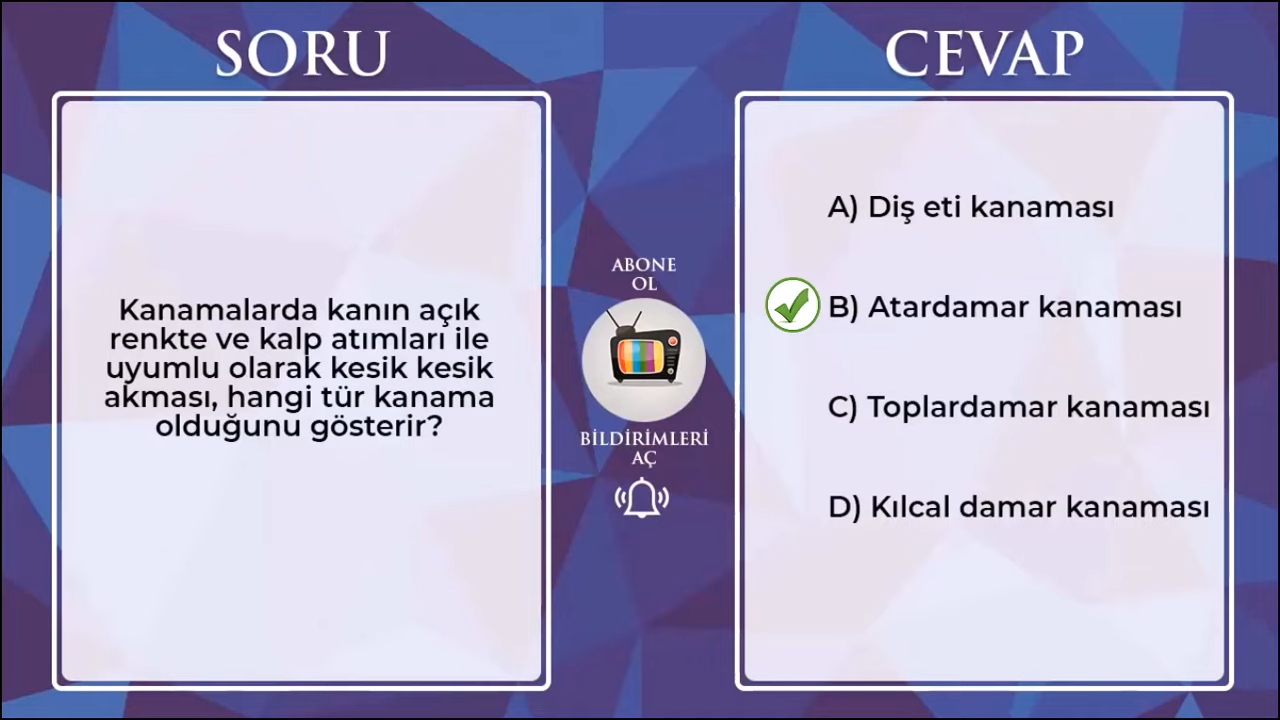 SORU
Kanamalarda kanın açık
renkte ve kalp atımları ile
uyumlu olarak kesik kesik
akması, hangi tür kanama
olduğunu gösterir?
ABONE
OL
BİLDİRİMLERİ
AÇ
CEVAP
A) Diş eti kanaması
B) Atardamar kanaması
C) Toplardamar kanaması
D) Kılcal damar kanaması